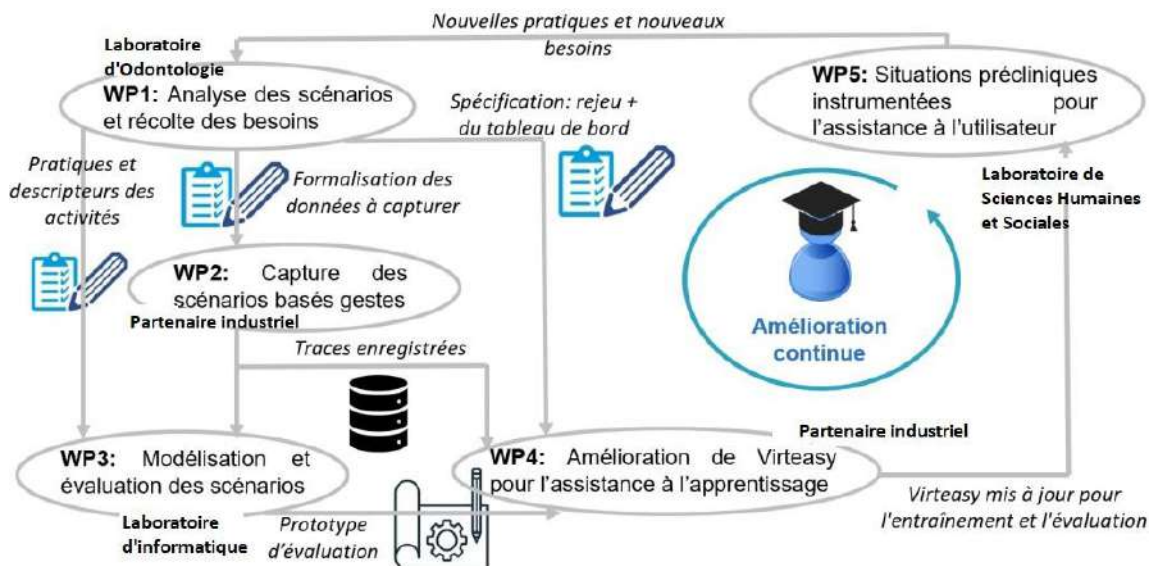 Nouvelles pratiques et nouveaux
besoins
Laboratoire
d'Odontologie
WP1: Analyse des scénarios
et récolte des besoins
Spécification: rejeu +
du tableau de bord
WP5: Situations précliniques
instrumentées pour
l'assistance à l'utilisateur
Pratiques et
descripteurs des
activités
Formalisation des
données à capturer
Laboratoire de
Sciences Humaines
et Sociales
WP2: Capture des
scénarios basés gestes
Partenaire industriel
Amélioration
continue
Traces enregistrées
Partenaire industriel
WP3: Modélisation et
évaluation des scénarios
WP4: Amélioration de Virteasy
pour l'assistance à l'apprentissage
Laboratoire
d'informatique
Prototype
d'évaluation
Virteasy mis à jour pour
l'entraînement et l'évaluation